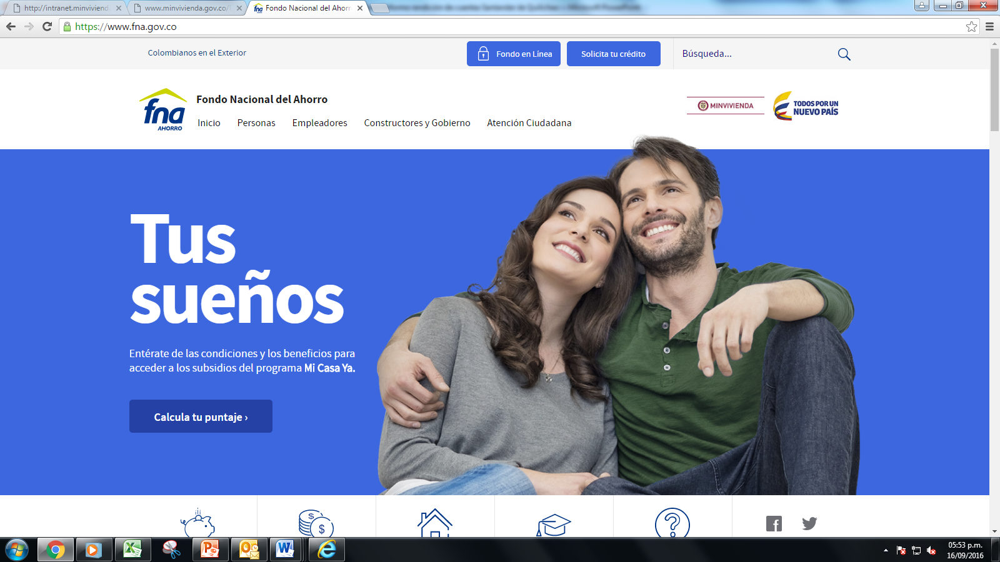 http://intranet.minviviend
www.minvivienda.gov.co/
Fondo Nacional del Ahor
https://www.fna.gov.co
Colombianos en el Exterior
Fondo en Línea
Solicita tu crédito
Búsqueda...
fna
AHORRO
Fondo Nacional del Ahorro
MINVIVIENDA
TODOS POR UN
NUEVO PAÍS
Inicio Personas Empleadores Constructores y Gobierno Atención Ciudadana
Tus
sueños
Entérate de las condiciones y los beneficios para
acceder a los subsidios del programa Mi Casa Ya.
Calcula tu puntaje ›
05:53 p.m.
16/09/2016